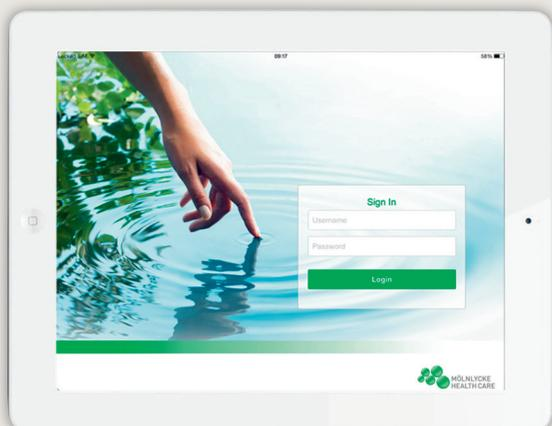 09:17
58%
Sign In
Username
Password
Login
MÖLNLYCKE
HEALTH CARE